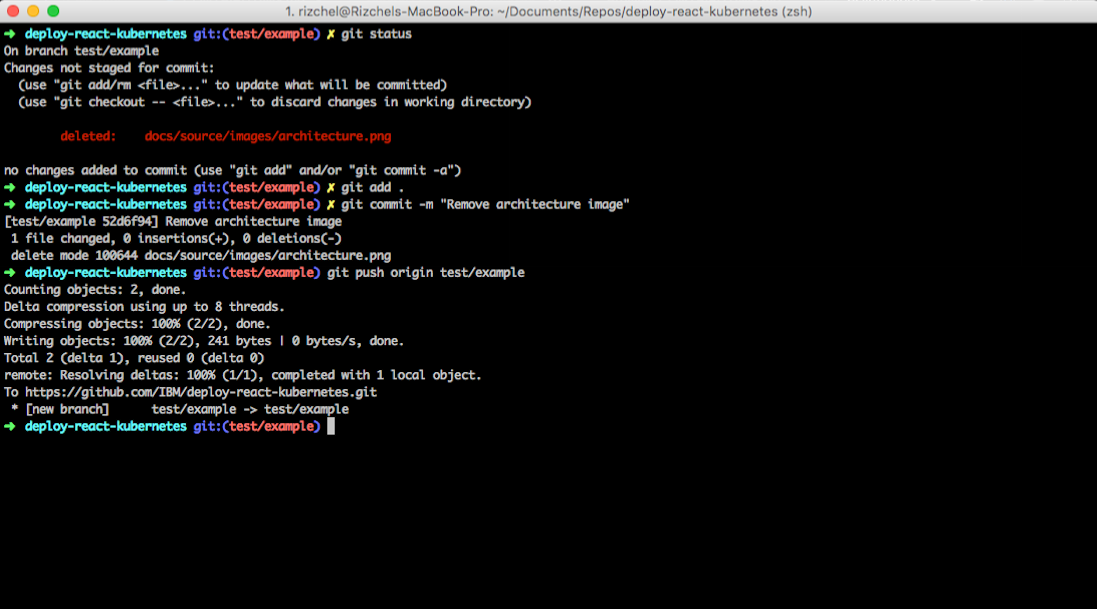 1. rizchel@Rizchels-MacBook-Pro: ~/Documents/Repos/deploy-react-kubernetes (zsh)
➜  deploy-react-kubernetes git:(test/example) ✗ git status
On branch test/example
Changes not staged for commit:
  (use "git add/rm <file>..." to update what will be committed)
  (use "git checkout -- <file>..." to discard changes in working directory)
        deleted:    docs/source/images/architecture.png
no changes added to commit (use "git add" and/or "git commit -a")
➜  deploy-react-kubernetes git:(test/example) ✗ git add .
➜  deploy-react-kubernetes git:(test/example) ✗ git commit -m "Remove architecture image"
[test/example 52d6f94] Remove architecture image
 1 file changed, 0 insertions(+), 0 deletions(-)
 delete mode 100644 docs/source/images/architecture.png
➜  deploy-react-kubernetes git:(test/example) git push origin test/example
Counting objects: 2, done.
Delta compression using up to 8 threads.
Compressing objects: 100% (2/2), done.
Writing objects: 100% (2/2), 241 bytes | 0 bytes/s, done.
Total 2 (delta 1), reused 0 (delta 0)
remote: Resolving deltas: 100% (1/1), completed with 1 local object.
To https://github.com/IBM/deploy-react-kubernetes.git
 * [new branch]      test/example -> test/example
➜  deploy-react-kubernetes git:(test/example)